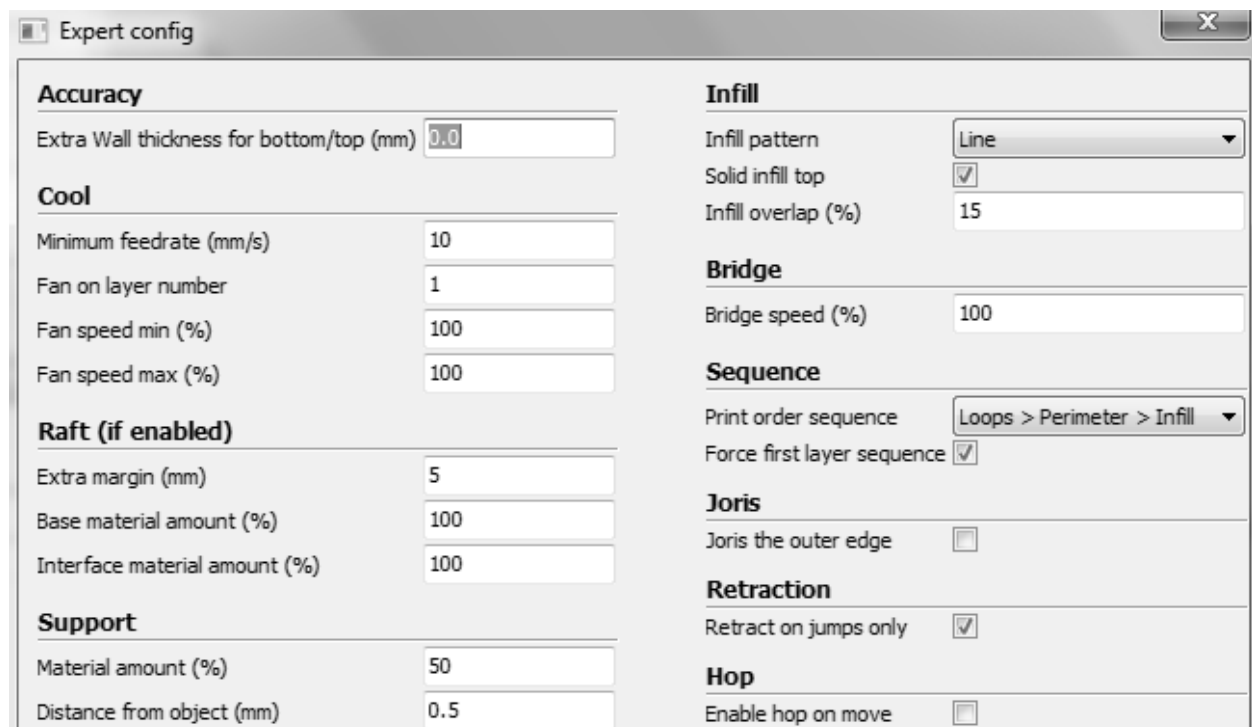 Expert config
Accuracy
Extra Wall thickness for bottom/top (mm) 0.0
Cool
Minimum feedrate (mm/s) 10
Fan on layer number 1
Fan speed min (%) 100
Fan speed max (%) 100
Raft (if enabled)
Extra margin (mm) 5
Base material amount (%) 100
Interface material amount (%) 100
Support
Material amount (%) 50
Distance from object (mm) 0.5
Infill
Infill pattern Line
Solid infill top
Infill overlap (%) 15
Bridge
Bridge speed (%) 100
Sequence
Print order sequence Loops > Perimeter > Infill
Force first layer sequence
Joris
Joris the outer edge
Retraction
Retract on jumps only
Hop
Enable hop on move